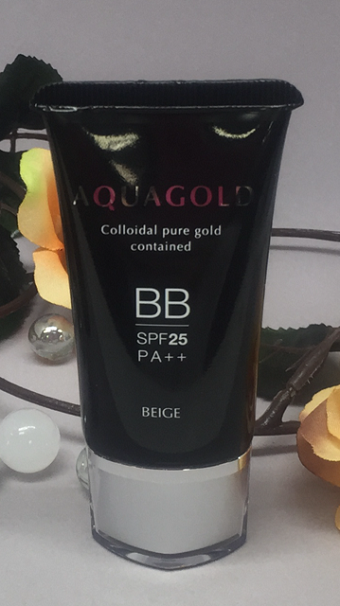 AQUAGOLD
Colloidal pure gold
contained
BB
SPF25
PA++
BEIGE